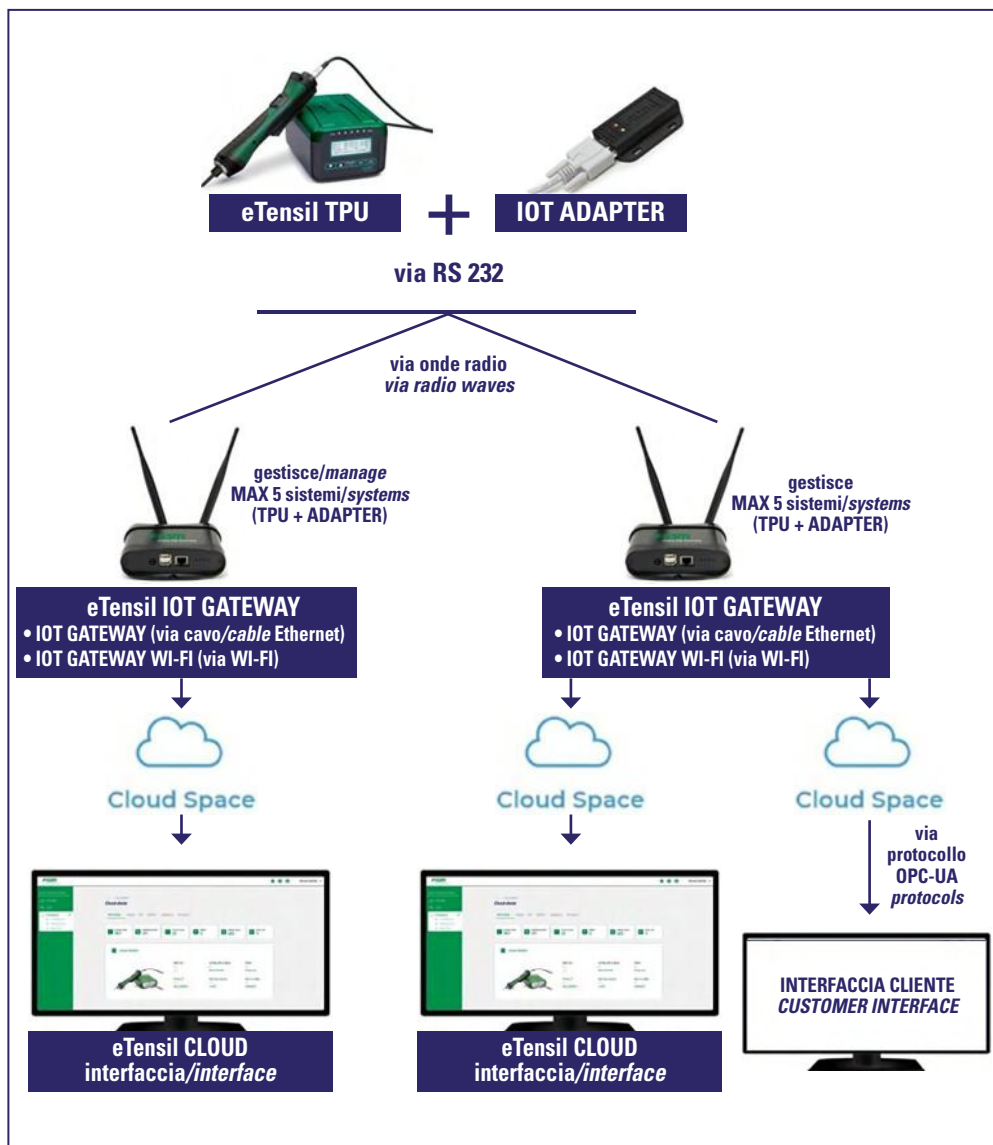 eTensil TPU
+
IOT ADAPTER
via RS 232
via onde radio
via radio waves
gestisce/manage
MAX 5 sistemi/systems
(TPU + ADAPTER)
gestisce
MAX 5 sistemi/systems
(TPU + ADAPTER)
eTensil IOT GATEWAY
• IOT GATEWAY (via cavo/cable Ethernet)
• IOT GATEWAY WI-FI (via WI-FI)
eTensil IOT GATEWAY
• IOT GATEWAY (via cavo/cable Ethernet)
• IOT GATEWAY WI-FI (via WI-FI)
Cloud Space
Cloud Space
Cloud Space
via
protocollo
OPC-UA
protocols
eTensil CLOUD
interfaccia/interface
eTensil CLOUD
interfaccia/interface
INTERFACCIA CLIENTE
CUSTOMER INTERFACE